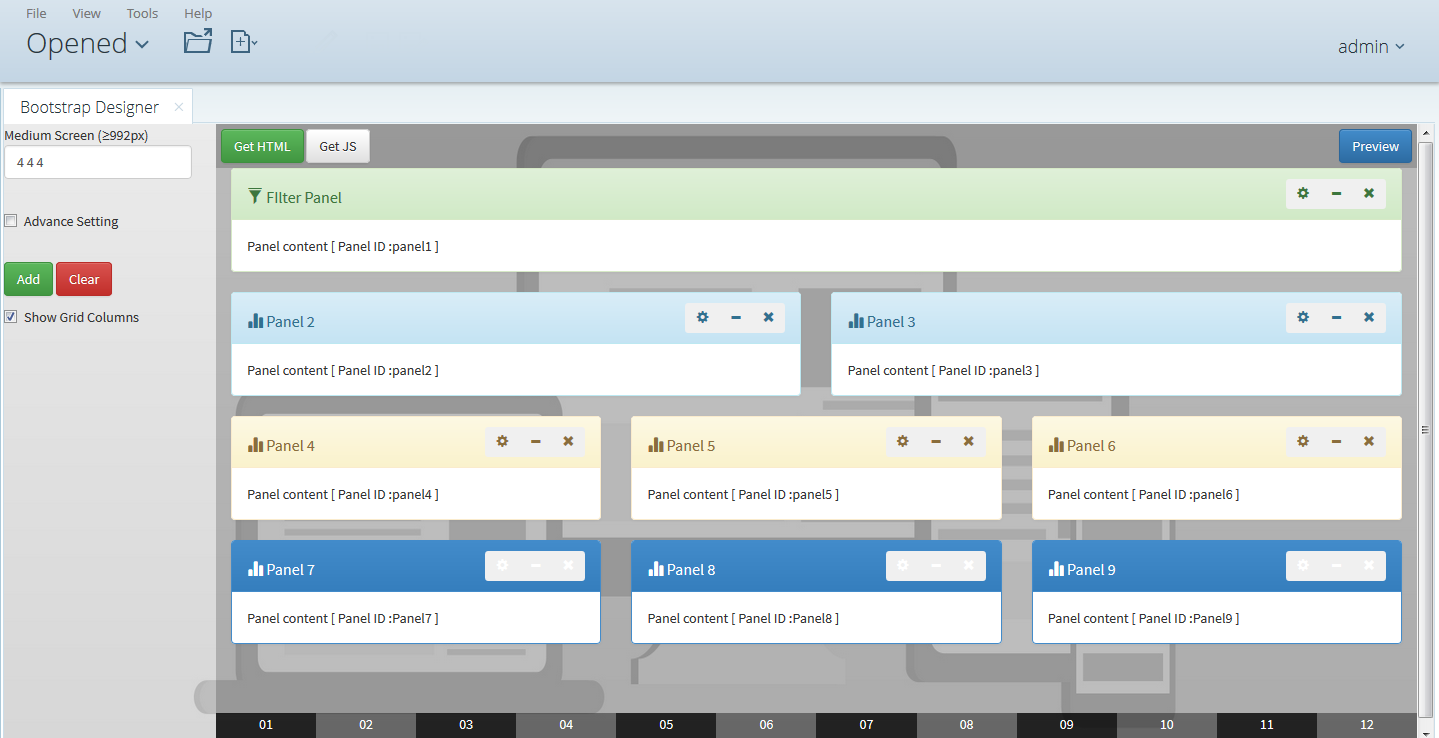 File View Tools Help
Opened
admin
Bootstrap Designer
Medium Screen (≥992px)
4 4 4
Advance Setting
Add Clear
Show Grid Columns
Get HTML Get JS Preview
FIlter Panel
Panel content [ Panel ID :panel1 ]
Panel 2 Panel 3
Panel content [ Panel ID :panel2 ] Panel content [ Panel ID :panel3 ]
Panel 4 Panel 5 Panel 6
Panel content [ Panel ID :panel4 ] Panel content [ Panel ID :panel5 ] Panel content [ Panel ID :panel6 ]
Panel 7 Panel 8 Panel 9
Panel content [ Panel ID :Panel7 ] Panel content [ Panel ID :Panel8 ] Panel content [ Panel ID :Panel9 ]
01 02 03 04 05 06 07 08 09 10 11 12